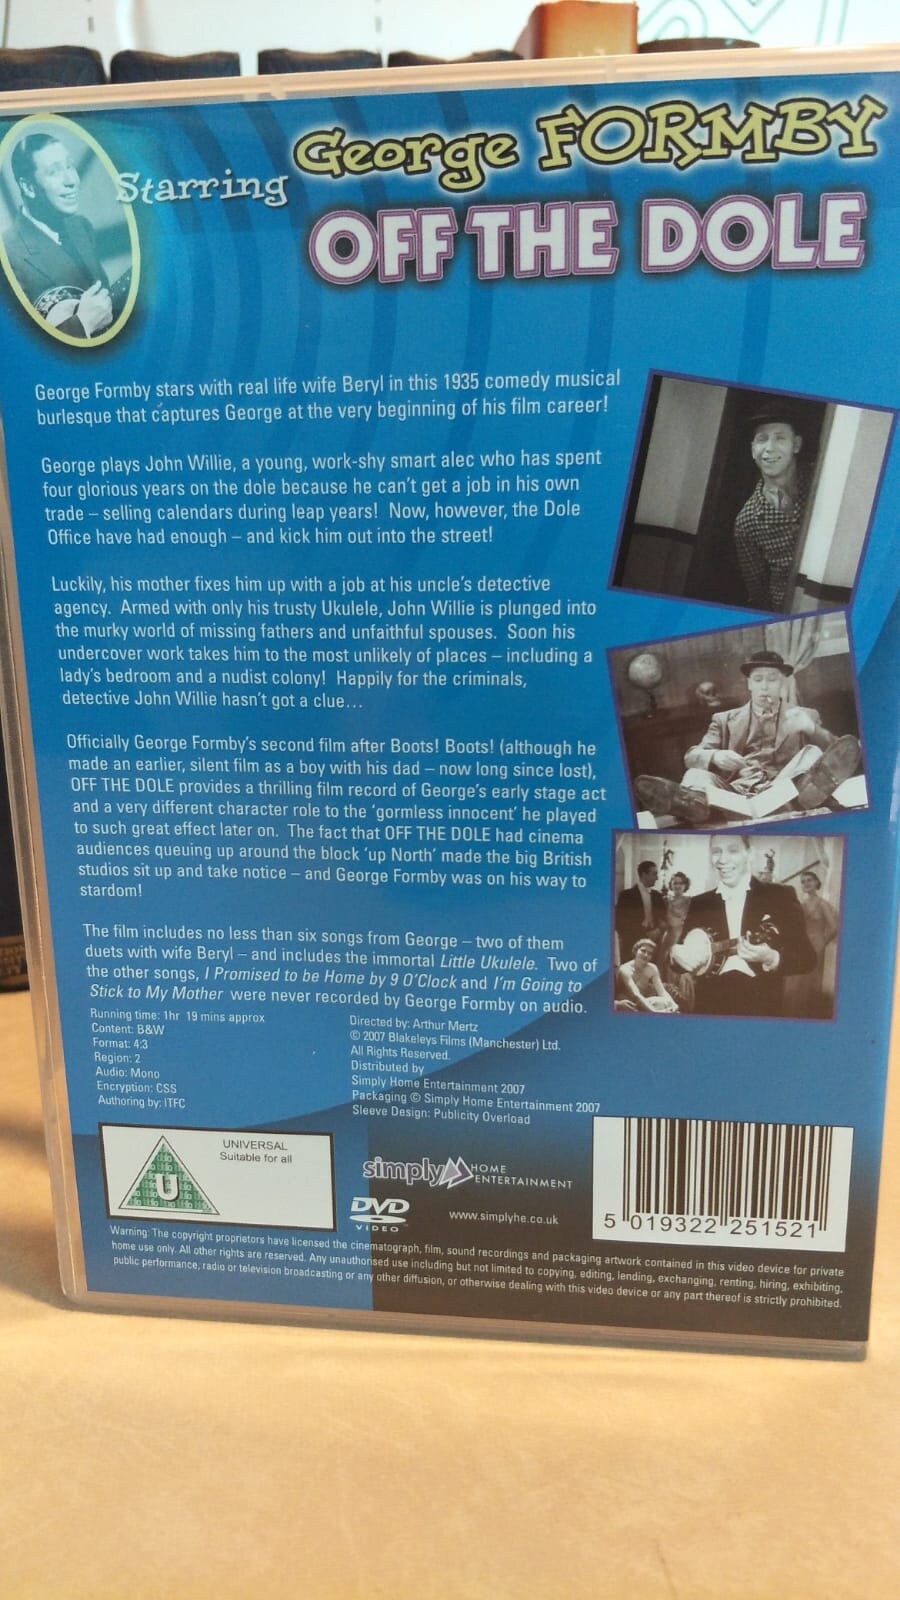 Starring
George FORMBY
OFF THE DOLE
George Formby stars with real life wife Beryl in this 1935 comedy musical
burlesque that captures George at the very beginning of his film career!
George plays John Willie, a young, work-shy smart alec who has spent
four glorious years on the dole because he can't get a job in his own
trade – selling calendars during leap years! Now, however, the Dole
Office have had enough – and kick him out into the street!
Luckily, his mother fixes him up with a job at his uncle's detective
agency. Armed with only his trusty Ukulele, John Willie is plunged into
the murky world of missing fathers and unfaithful spouses. Soon his
undercover work takes him to the most unlikely of places – including a
lady's bedroom and a nudist colony! Happily for the criminals,
detective John Willie hasn't got a clue...
Officially George Formby's second film after Boots! Boots! (although he
made an earlier, silent film as a boy with his dad – now long since lost),
OFF THE DOLE provides a thrilling film record of George's early stage act
and a very different character role to the 'gormless innocent' he played
to such great effect later on. The fact that OFF THE DOLE had cinema
audiences queuing up around the block 'up North' made the big British
studios sit up and take notice – and George Formby was on his way to
stardom!
The film includes no less than six songs from George – two of them
duets with wife Beryl – and includes the immortal Little Ukulele. Two of
the other songs, I Promised to be Home by 9 O'Clock and I'm Going to
Stick to My Mother were never recorded by George Formby on audio.
Running time: 1hr 19 mins approx
Content: B&W
Format: 4:3
Region: 2
Audio: Mono
Encryption: CSS
Authoring by: ITFC
Directed by: Arthur Mertz
© 2007 Blakeleys Films (Manchester) Ltd.
All Rights Reserved.
Distributed by
Simply Home Entertainment 2007
Packaging © Simply Home Entertainment 2007
Sleeve Design: Publicity Overload
U
UNIVERSAL
Suitable for all
simply HOME
ENTERTAINMENT
DVD
VIDEO
www.simplyhe.co.uk
5 019322 251521
Warning: The copyright proprietors have licensed the cinematograph, film, sound recordings and packaging artwork contained in this video device for private
home use only. All other rights are reserved. Any unauthorised use including but not limited to copying, editing, lending, exchanging, renting, hiring, exhibiting,
public performance, radio or television broadcasting or any other diffusion, or otherwise dealing with this video device or any part thereof is strictly prohibited.